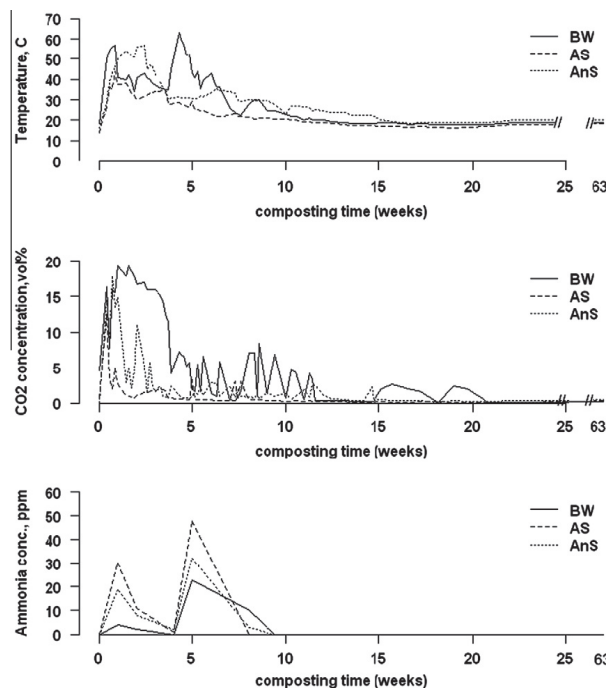 Temperature, C
70
60
50
40
30
20
10
0
BW
AS
AnS
0 5 10 15 20 25 63
composting time (weeks)
CO2 concentration,vol%
20
15
10
5
0
BW
AS
AnS
0 5 10 15 20 25 63
composting time (weeks)
Ammonia conc., ppm
60
50
40
30
20
10
0
BW
AS
AnS
0 5 10 15 20 25 63
composting time (weeks)